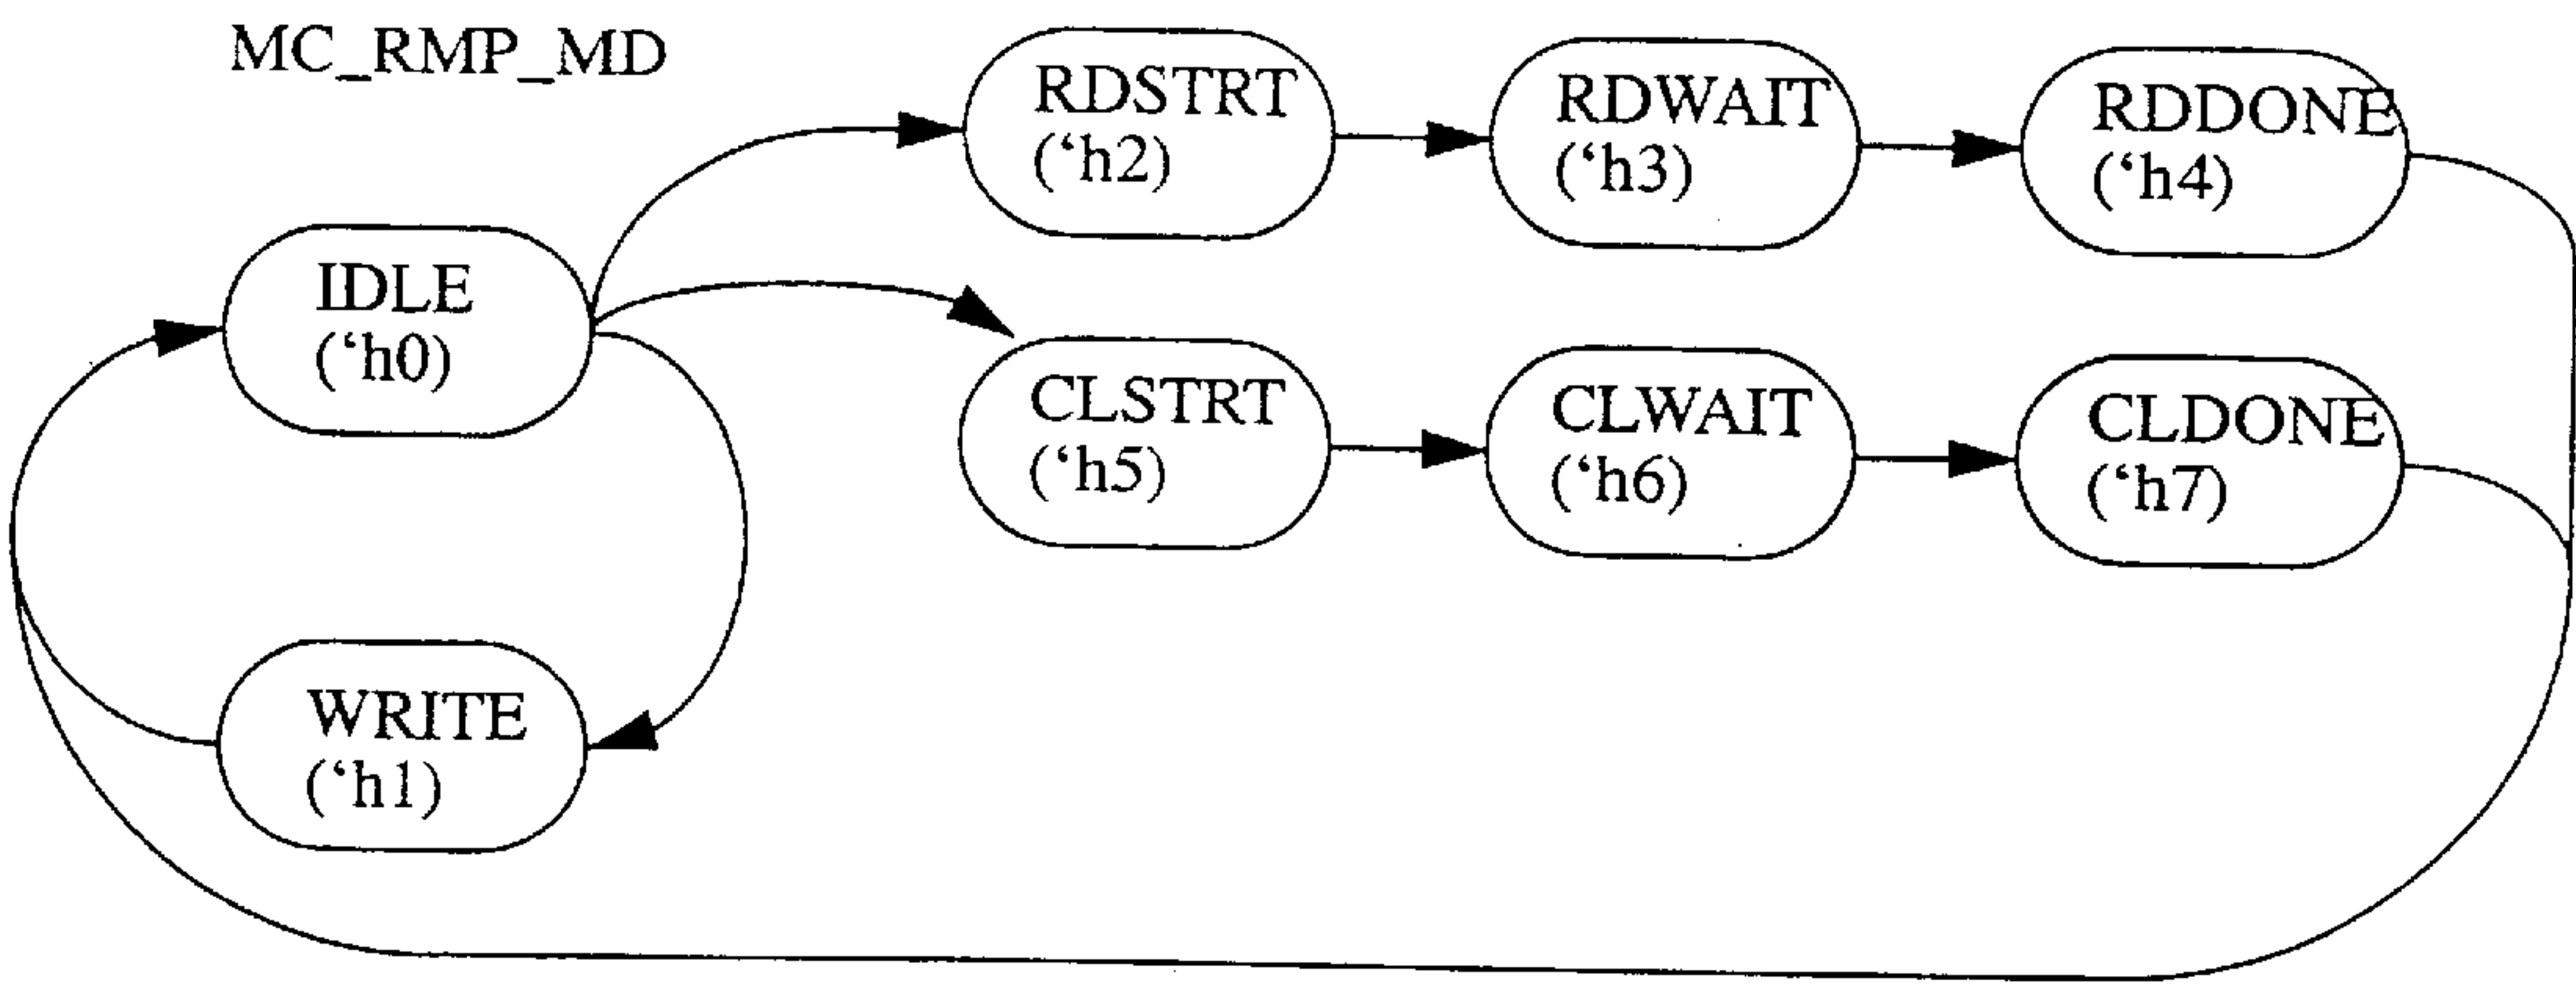 MC_RMP_MD
RDSTRT
(‘h2)
RDWAIT
(‘h3)
RDDONE
(‘h4)
IDLE
(‘h0)
CLSTRT
(‘h5)
CLWAIT
(‘h6)
CLDONE
(‘h7)
WRITE
(‘h1)